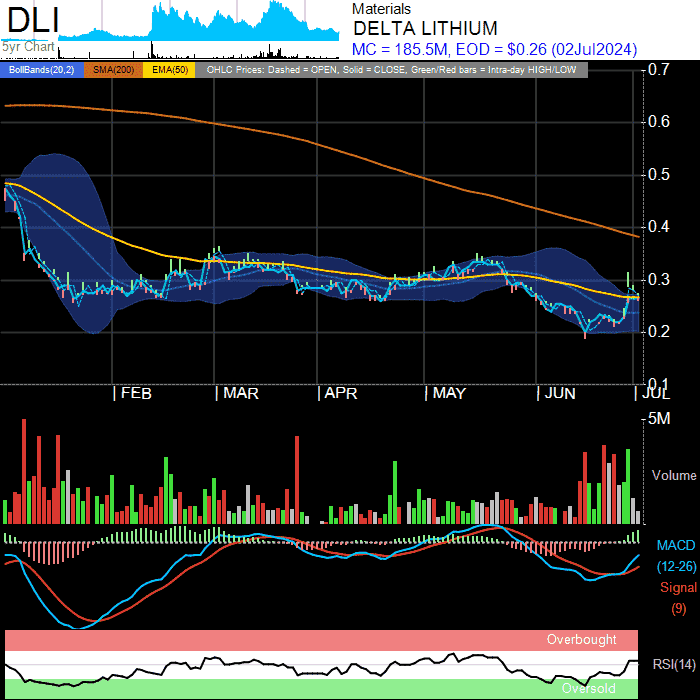 DLI
5yr Chart
Materials
DELTA LITHIUM
MC = 185.5M, EOD = $0.26 (02Jul2024)
BollBands(20,2) SMA(200) EMA(50) OHLC Prices: Dashed = OPEN, Solid = CLOSE, Green/Red bars = Intra-day HIGH/LOW
0.7
0.6
0.5
0.4
0.3
0.2
0.1
FEB MAR APR MAY JUN JUL
5M
Volume
MACD
(12-26)
Signal
(9)
Overbought
RSI(14)
Oversold